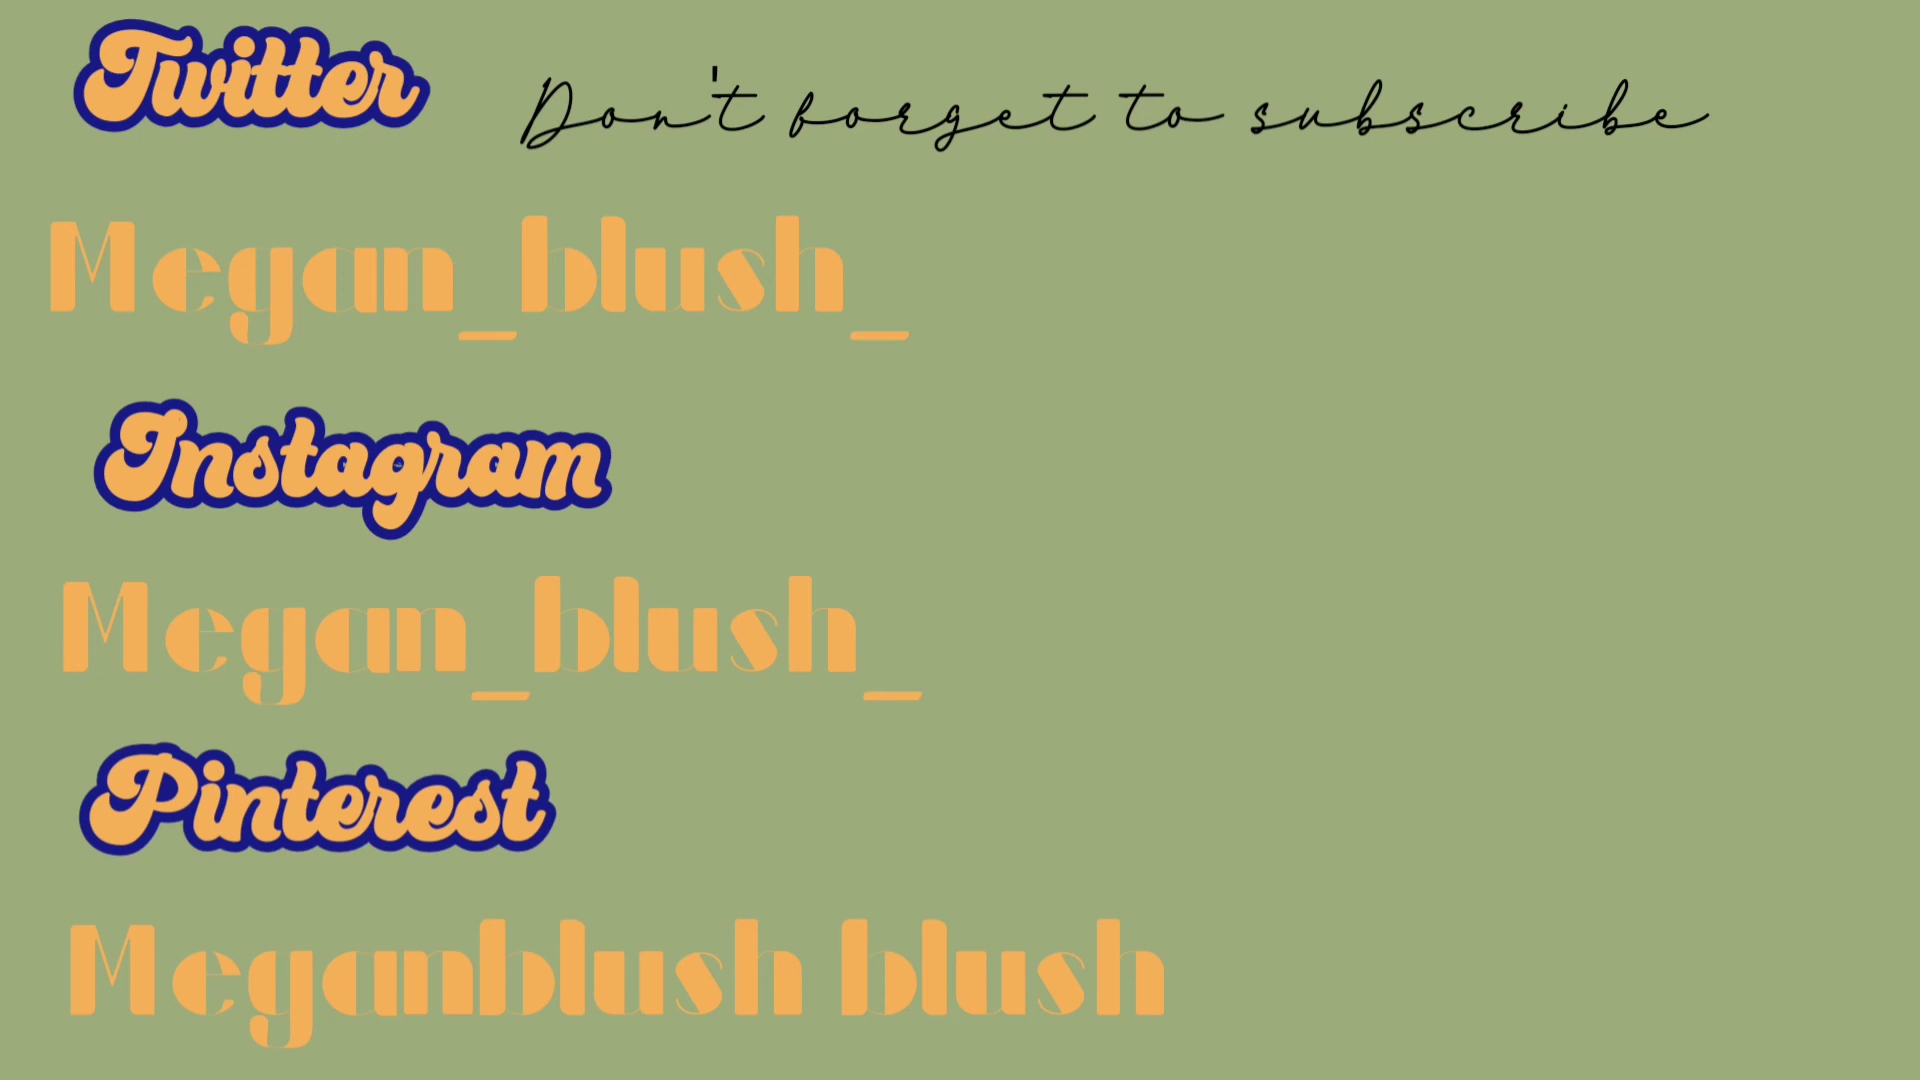 Twitter
Don't forget to subscribe
Megan_blush_
Instagram
Megan_blush_
Pinterest
Meganblush blush